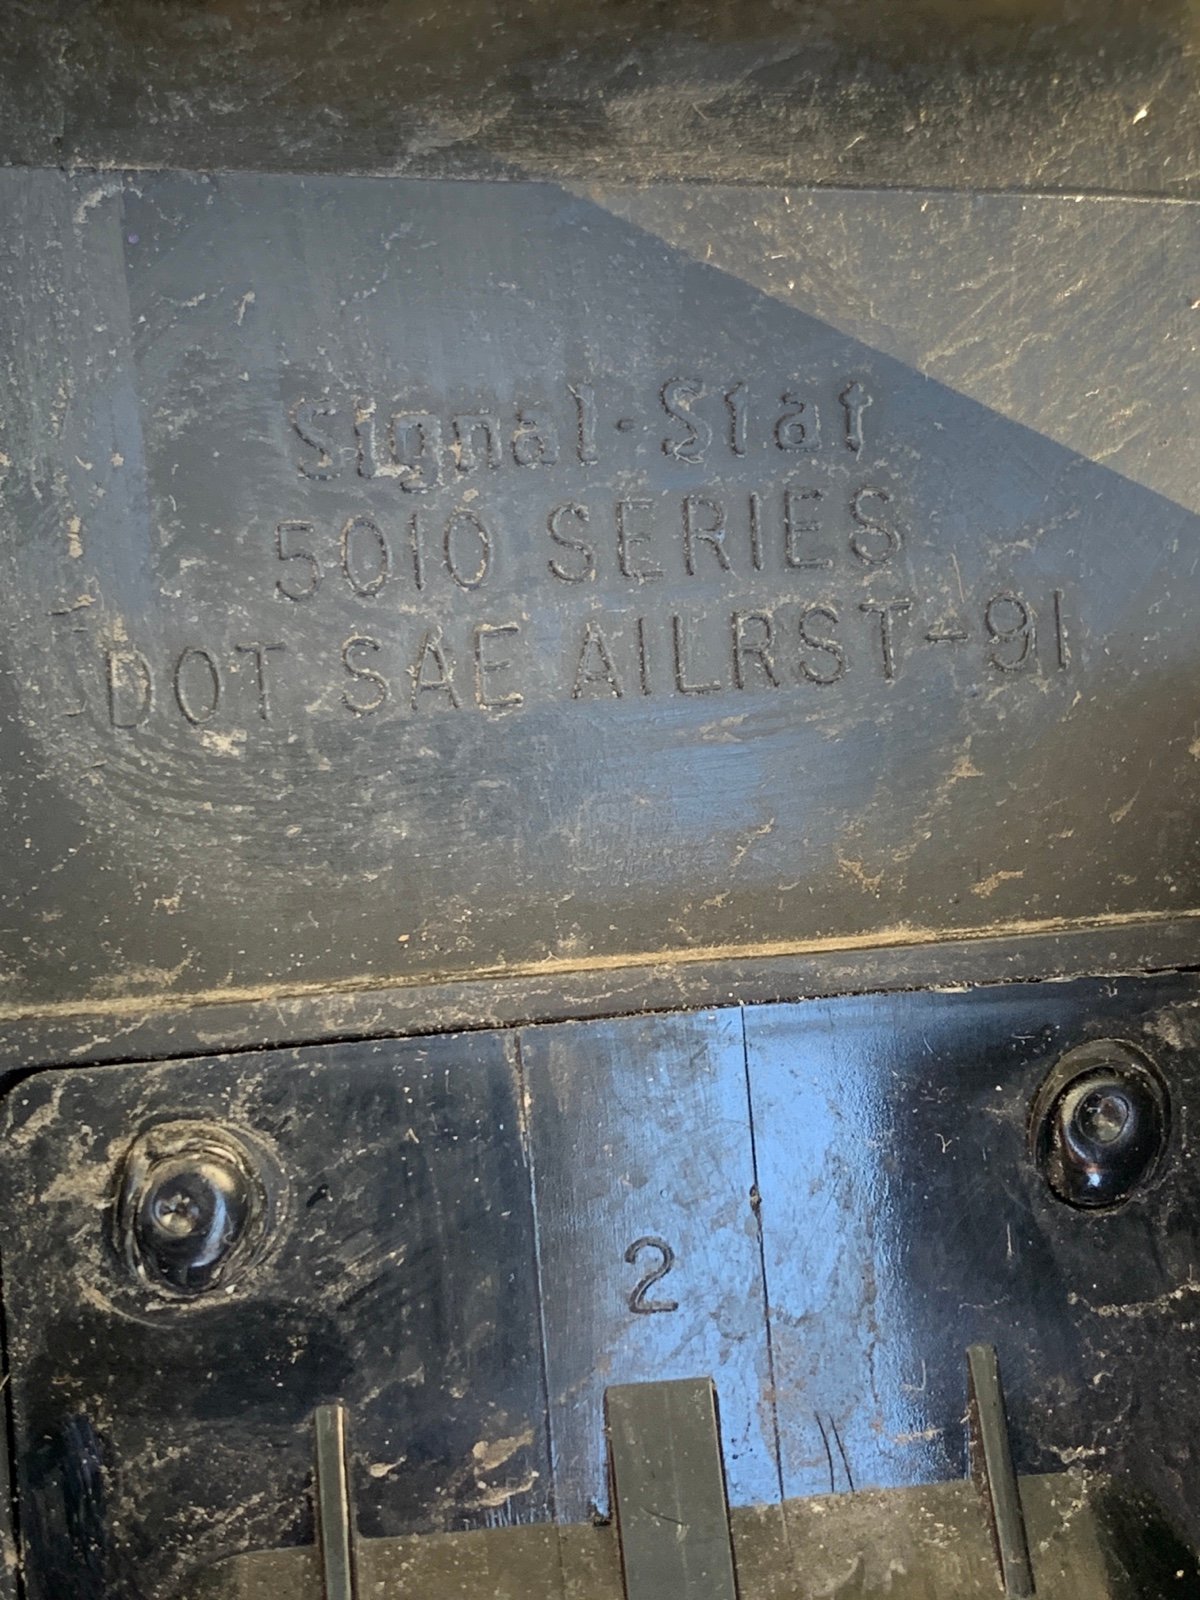 Signal-Stat
5010 SERIES
DOT SAE AILRST-91
2